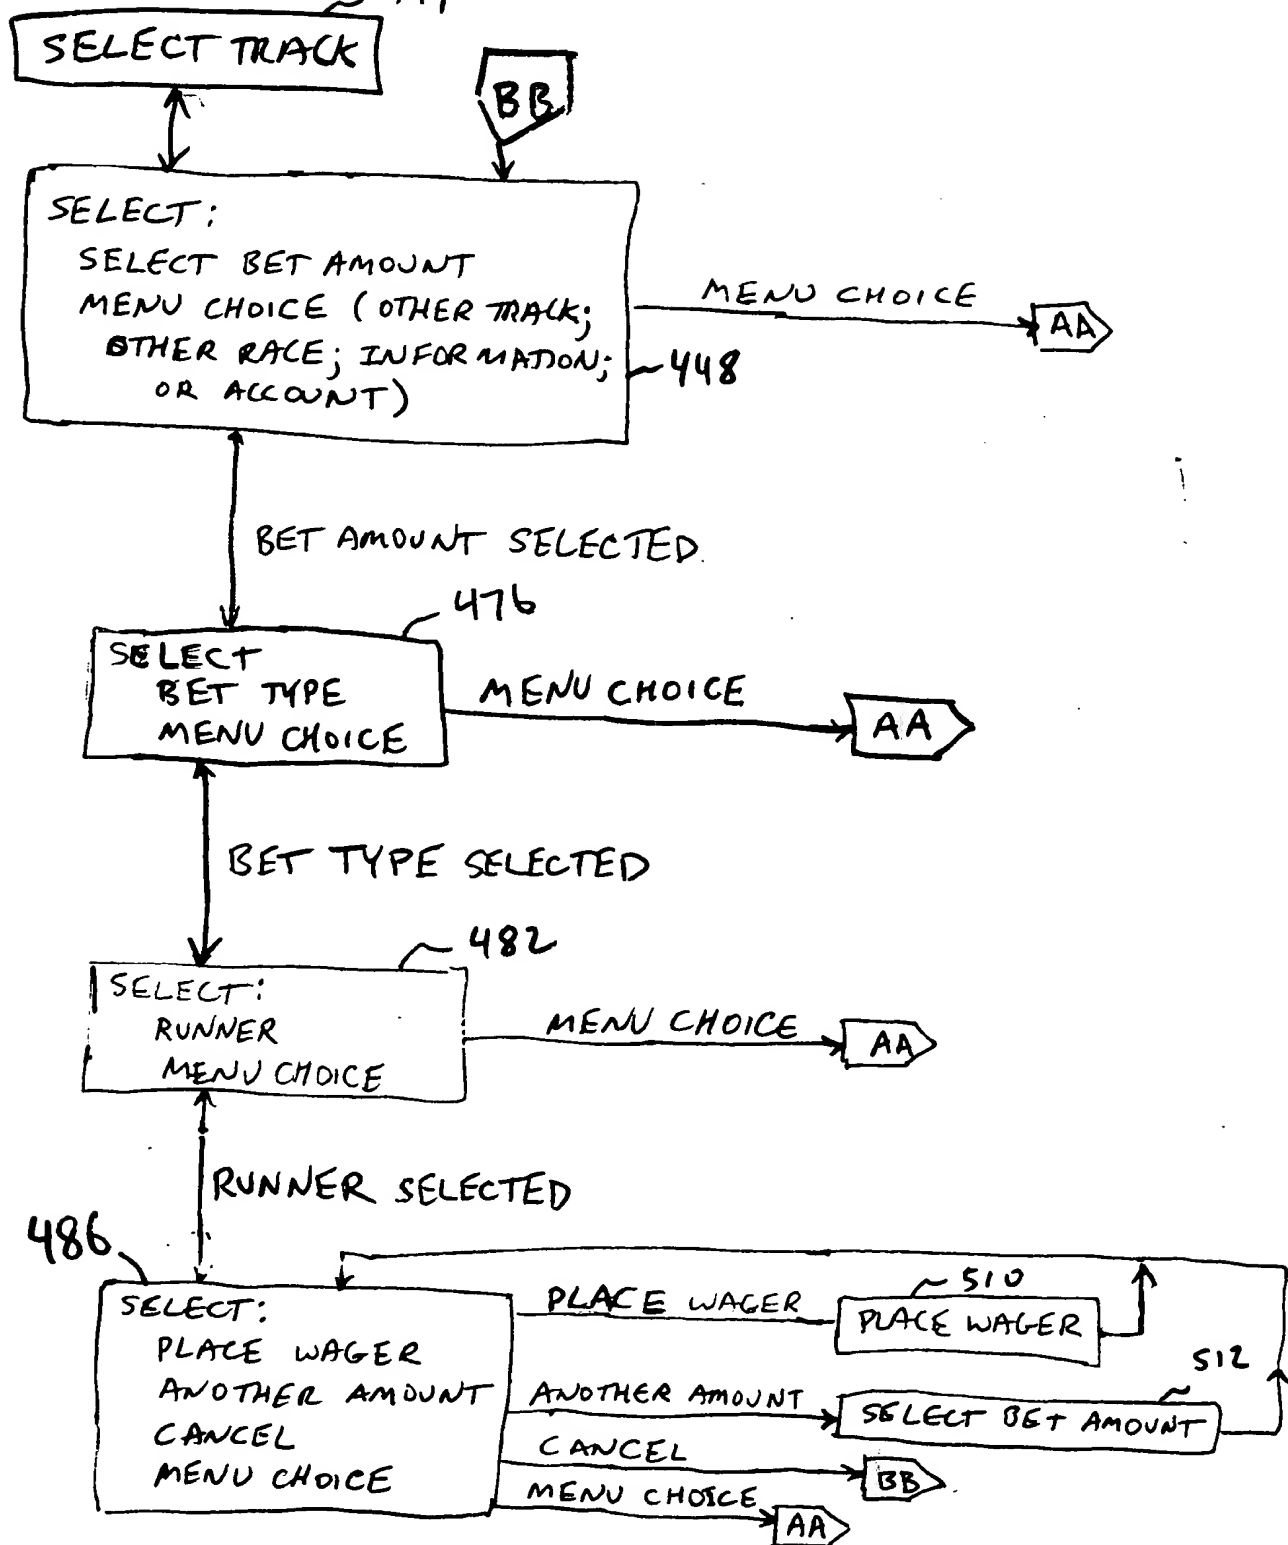 SELECT TRACK
BB
SELECT:
SELECT BET AMOUNT
MENU CHOICE (OTHER TRACK;
OTHER RACE; INFORMATION;
OR ACCOUNT)
MENU CHOICE
AA
448
BET AMOUNT SELECTED
476
SELECT
BET TYPE
MENU CHOICE
MENU CHOICE
AA
BET TYPE SELECTED
482
SELECT:
RUNNER
MENU CHOICE
MENU CHOICE
AA
RUNNER SELECTED
486
SELECT:
PLACE WAGER
ANOTHER AMOUNT
CANCEL
MENU CHOICE
PLACE WAGER
510
PLACE WAGER
512
ANOTHER AMOUNT
SELECT BET AMOUNT
CANCEL
BB
MENU CHOICE
AA